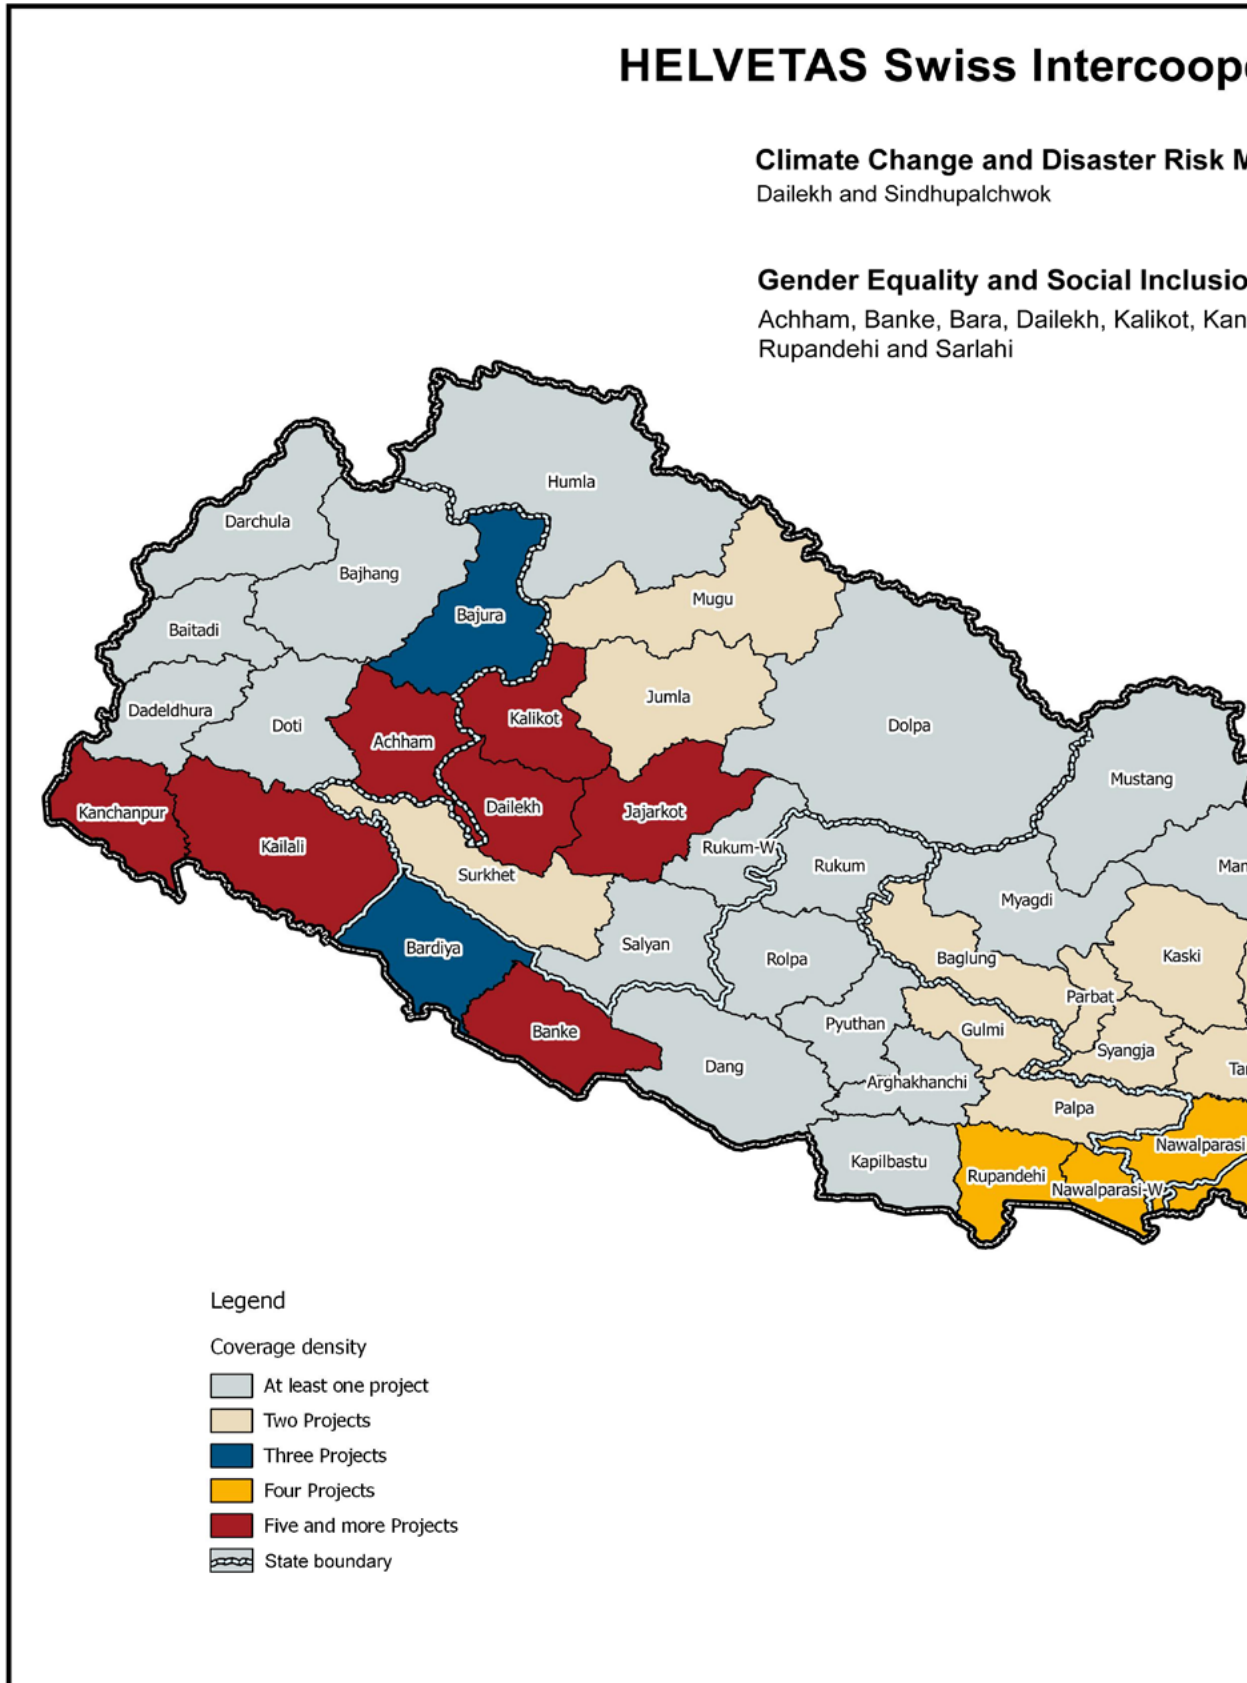 HELVETAS Swiss Intercoope
Climate Change and Disaster Risk M
Dailekh and Sindhupalchwok
Gender Equality and Social Inclusio
Achham, Banke, Bara, Dailekh, Kalikot, Kan
Rupandehi and Sarlahi
Humla
Darchula
Bajhang
Mugu
Bajura
Baitadi
Jumla
Dadeldhura
Kalikot
Doti
Dolpa
Achham
Mustang
Dailekh
Kanchanpur
Jajarkot
Kailali
Rukum-W
Rukum
Man
Surkhet
Myagdi
Salyan
Bardiya
Rolpa
Baglung
Kaski
Parbat
Pyuthan
Gulmi
Banke
Syangja
Dang
Tan
Arghakhanchi
Palpa
Nawalparasi
Kapilbastu
Rupandehi
Nawalparasi-W
Legend
Coverage density
At least one project
Two Projects
Three Projects
Four Projects
Five and more Projects
State boundary